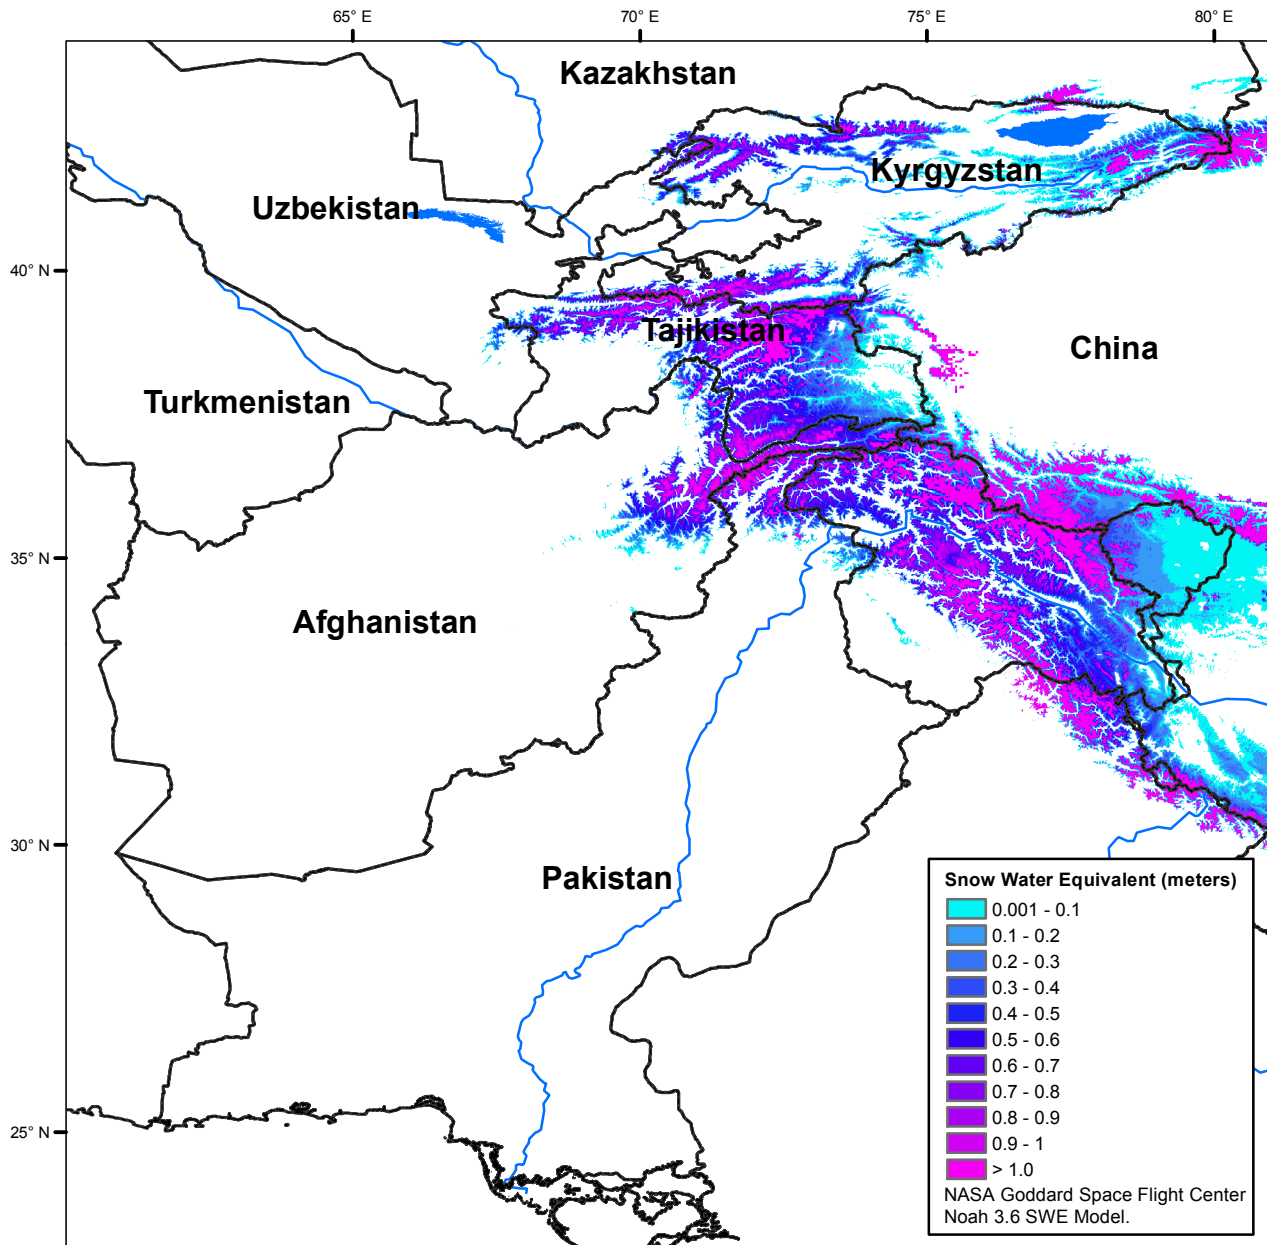 65° E
70° E
75° E
80° E
Kazakhstan
Kyrgyzstan
Uzbekistan
40° N
Tajikistan
China
Turkmenistan
35° N
Afghanistan
30° N
Pakistan
25° N
Snow Water Equivalent (meters)
0.001 - 0.1
0.1 - 0.2
0.2 - 0.3
0.3 - 0.4
0.4 - 0.5
0.5 - 0.6
0.6 - 0.7
0.7 - 0.8
0.8 - 0.9
0.9 - 1
> 1.0
NASA Goddard Space Flight Center
Noah 3.6 SWE Model.